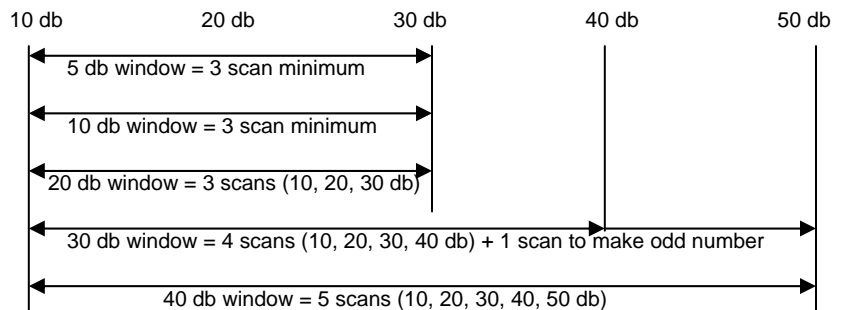 10 db 20 db 30 db 40 db 50 db
5 db window = 3 scan minimum
10 db window = 3 scan minimum
20 db window = 3 scans (10, 20, 30 db)
30 db window = 4 scans (10, 20, 30, 40 db) + 1 scan to make odd number
40 db window = 5 scans (10, 20, 30, 40, 50 db)